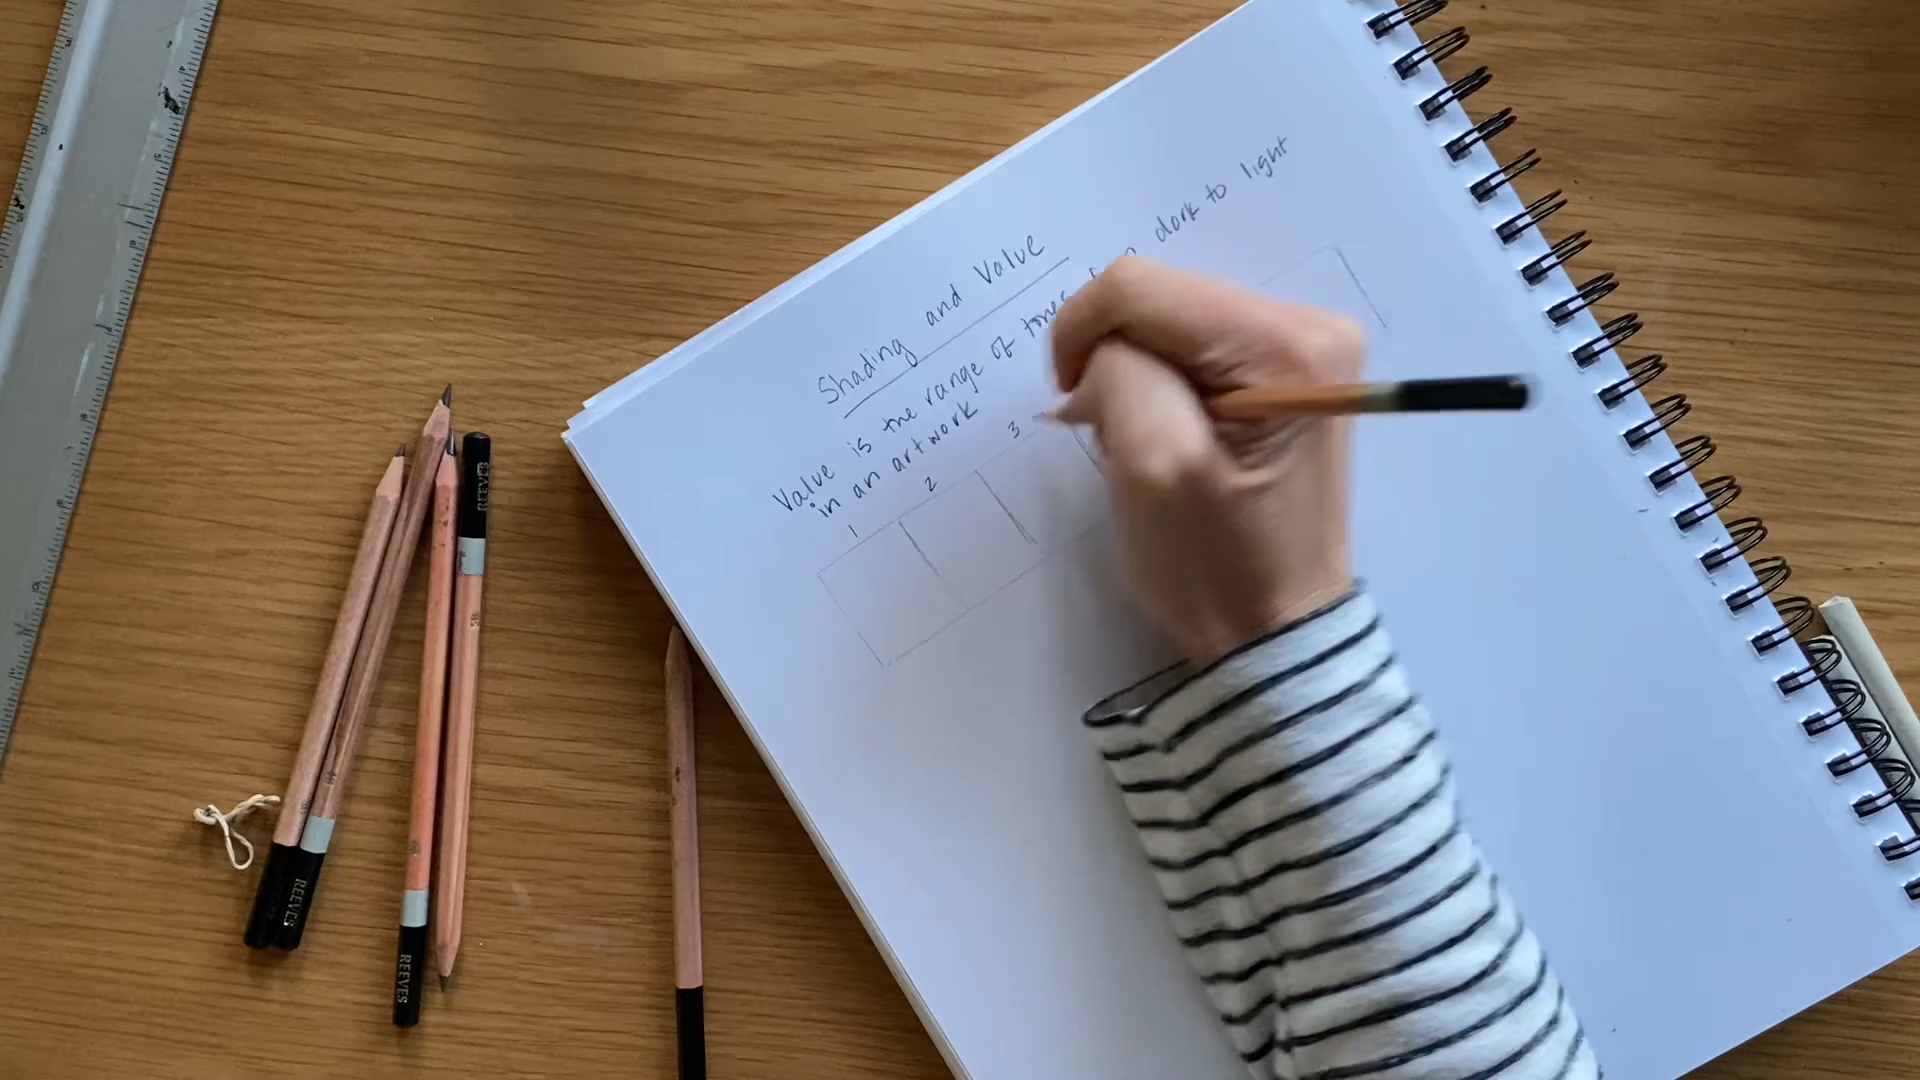 Shading and Value
Value is the range of tones dark to light
in an artwork
1 2 3
REEVES
REEVES
REEVES